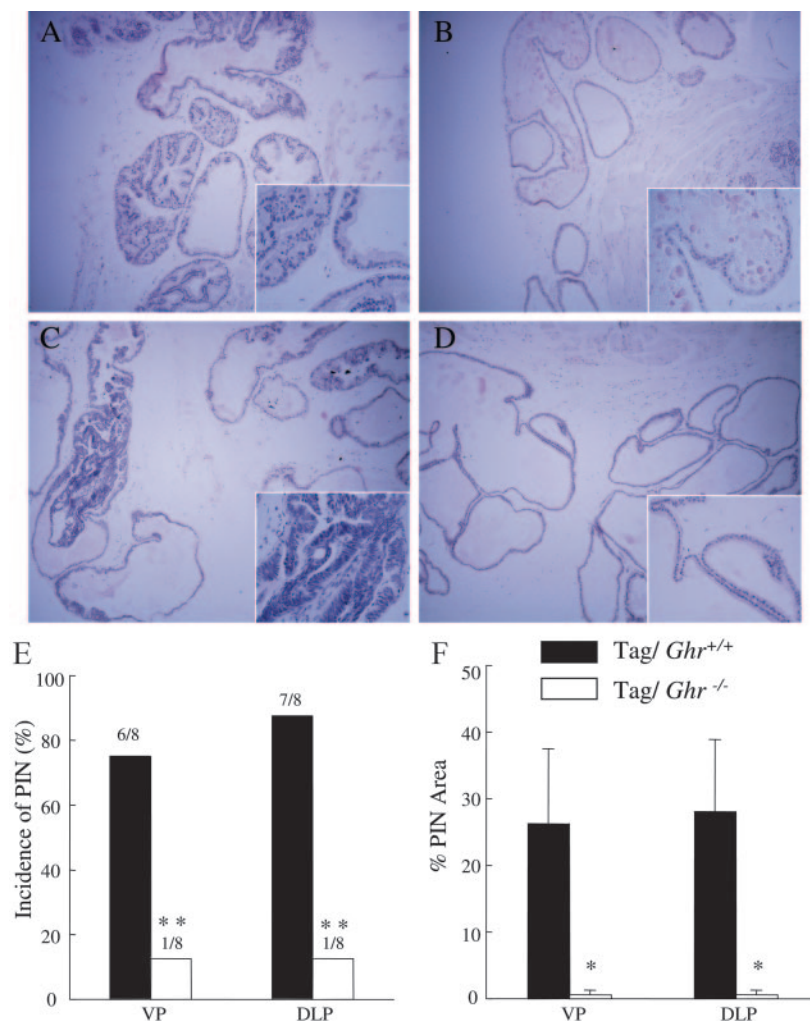 A
B
C
D
E
Incidence of PIN (%)
100
80
60
40
20
0
6/8
* *
1/8
7/8
* *
1/8
VP
DLP
F
Tag/ Ghr+/+
Tag/ Ghr -/-
% PIN Area
50
40
30
20
10
0
*
*
VP
DLP